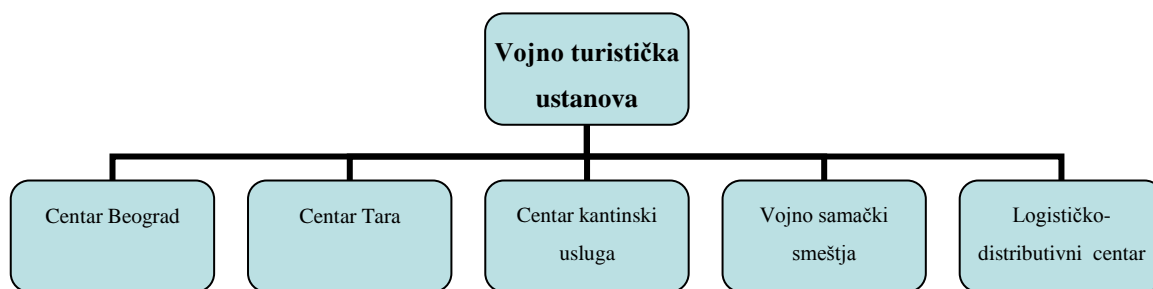 Vojno turistička
ustanova
Centar Beograd
Centar Tara
Centar kantinski
usluga
Vojno samački
smeštja
Logističko-
distributivni centar